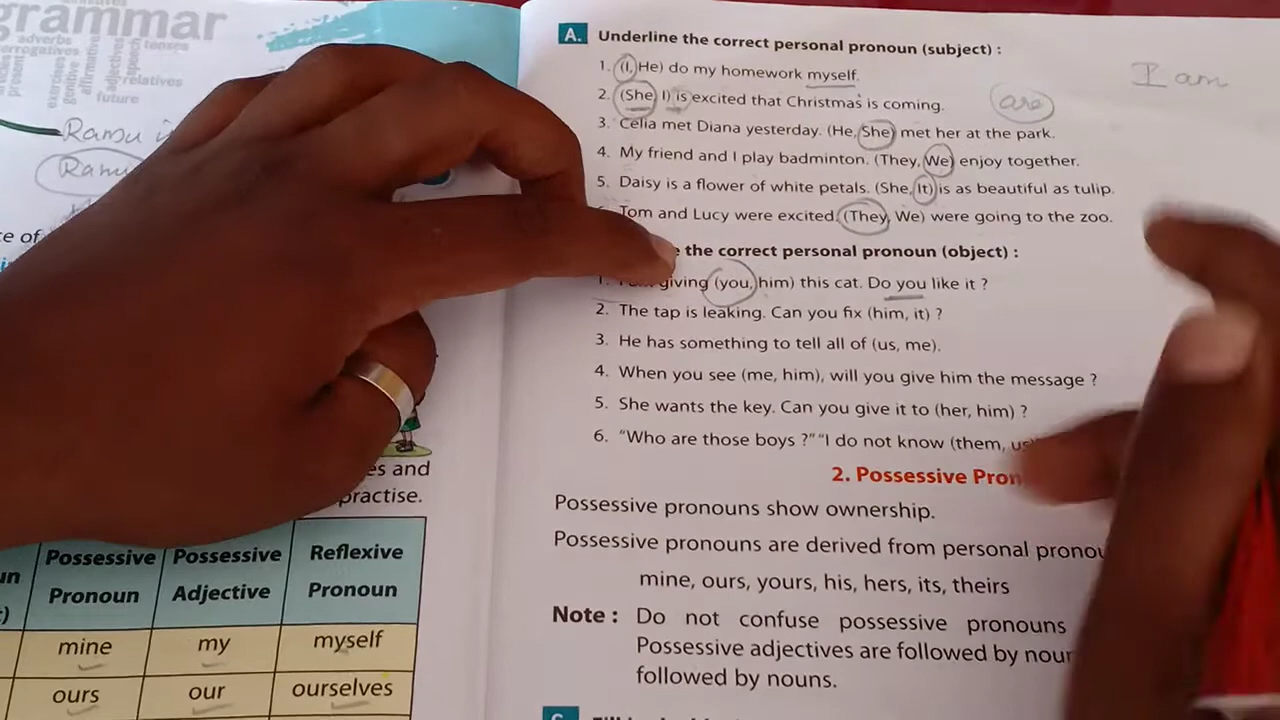 grammar
adverbs
tenses
present
exercises
affirmative
adjectives
relatives
future
Ramu
Ramu
es and
practise.
Possessive Pronoun
Possessive Adjective
Reflexive Pronoun
mine my myself
ours our ourselves
A. Underline the correct personal pronoun (subject) :
I am
1. (I, He) do my homework myself.
2. (She, I) is excited that Christmas is coming.
are
3. Celia met Diana yesterday. (He, She) met her at the park.
4. My friend and I play badminton. (They, We) enjoy together.
5. Daisy is a flower of white petals. (She, It) is as beautiful as tulip.
Tom and Lucy were excited. (They, We) were going to the zoo.
the correct personal pronoun (object) :
1. giving (you, him) this cat. Do you like it ?
2. The tap is leaking. Can you fix (him, it) ?
3. He has something to tell all of (us, me).
4. When you see (me, him), will you give him the message ?
5. She wants the key. Can you give it to (her, him) ?
6. “Who are those boys ?” “I do not know (them, us
2. Possessive Pron
Possessive pronouns show ownership.
Possessive pronouns are derived from personal pronou
mine, ours, yours, his, hers, its, theirs
Note : Do not confuse possessive pronouns
Possessive adjectives are followed by nour
followed by nouns.